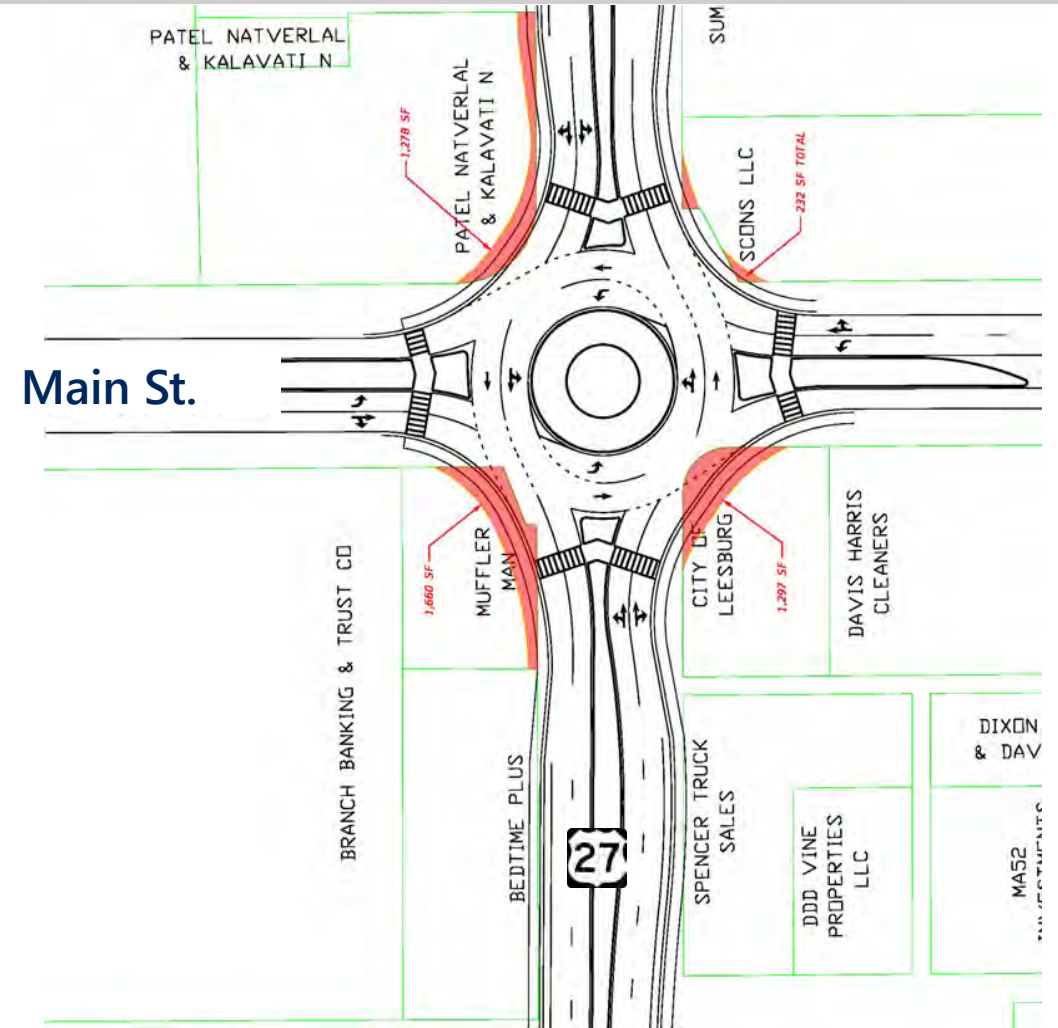 PATEL NATVERLAL
& KALAVATI N
PATEL NATVERLAL
& KALAVATI N
1,278 SF
SUM
SCONS LLC
232 SF TOTAL
Main St.
BRANCH BANKING & TRUST CO
1,660 SF
MUFFLER
MAN
CITY OF
LEESBURG
1,297 SF
DAVIS HARRIS
CLEANERS
BEDTIME PLUS
27
SPENCER TRUCK
SALES
DDD VINE
PROPERTIES
LLC
DIXON
& DAV
MA52
INVESTMENTS